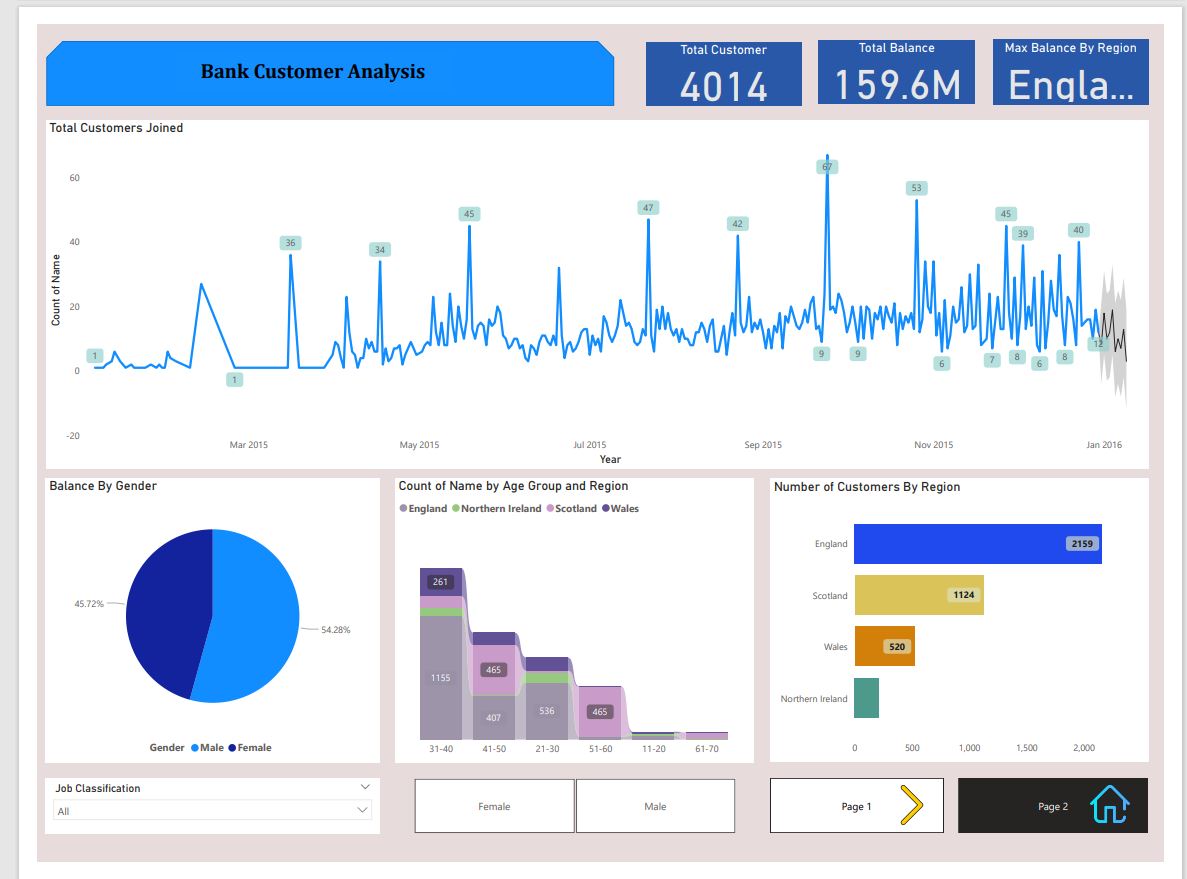 Bank Customer Analysis
Total Customer
4014
Total Balance
159.6M
Max Balance By Region
Engla...
Total Customers Joined
Count of Name
60
40
20
0
-20
1
1
36
34
45
47
42
67
9
9
53
6
7
45
8
39
6
8
40
12
Mar 2015
May 2015
Jul 2015
Sep 2015
Nov 2015
Jan 2016
Year
Balance By Gender
45.72%
54.28%
Gender Male Female
Count of Name by Age Group and Region
England Northern Ireland Scotland Wales
261
1155
465
407
536
465
31-40
41-50
21-30
51-60
11-20
61-70
Number of Customers By Region
England
2159
Scotland
1124
Wales
520
Northern Ireland
0
500
1,000
1,500
2,000
Job Classification
All
Female
Male
Page 1
Page 2